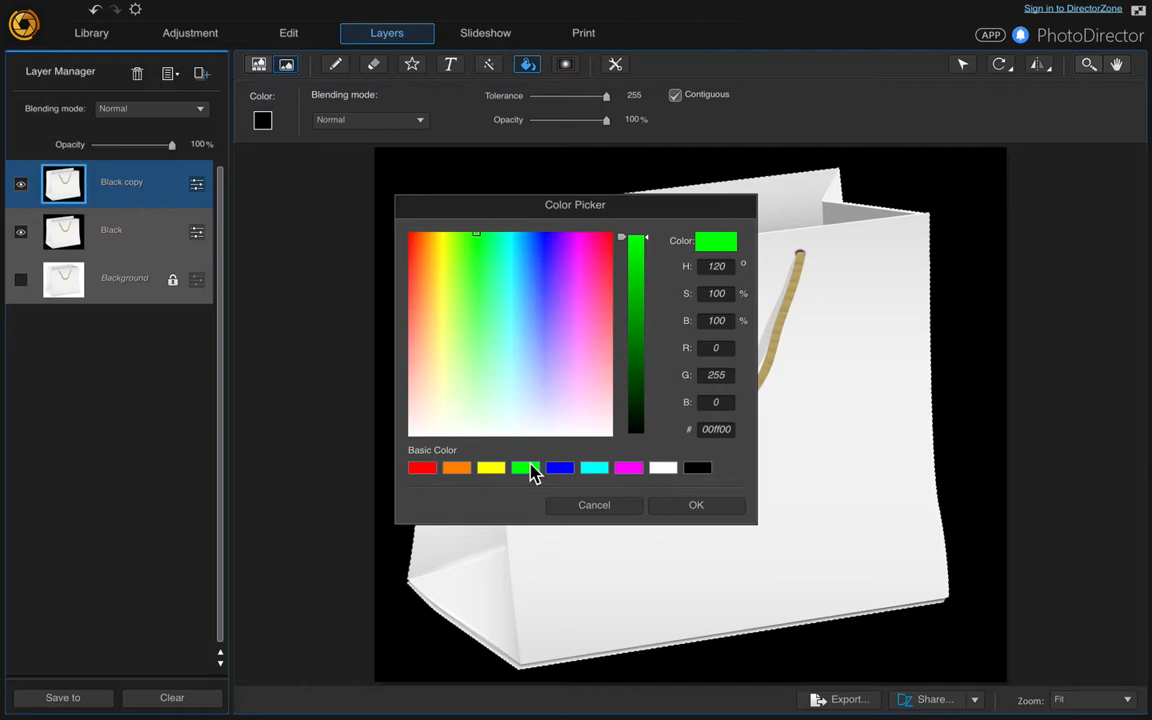 Sign in to DirectorZone
Library
Adjustment
Edit
Layers
Slideshow
Print
APP
PhotoDirector
Layer Manager
Blending mode:
Normal
Opacity
100%
Black copy
Black
Background
Save to
Clear
Color:
Blending mode:
Normal
Tolerance
255
Opacity
100%
Contiguous
Color Picker
Color:
H: 120 o
S: 100 %
B: 100 %
R: 0
G: 255
B: 0
# 00ff00
Basic Color
Cancel
OK
Export...
Share...
Zoom: Fit